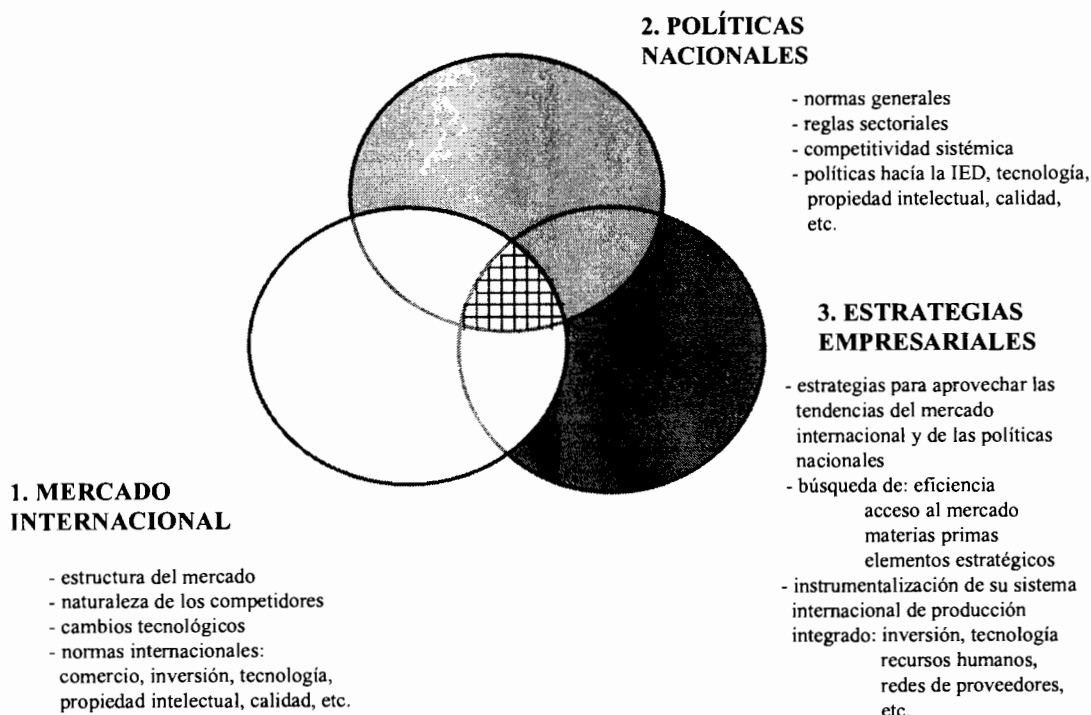 2. POLÍTICAS
NACIONALES
- normas generales
- reglas sectoriales
- competitividad sistémica
- políticas hacía la IED, tecnología,
propiedad intelectual, calidad,
etc.
3. ESTRATEGIAS
EMPRESARIALES
- estrategias para aprovechar las
tendencias del mercado
internacional y de las políticas
nacionales
- búsqueda de: eficiencia
acceso al mercado
materias primas
elementos estratégicos
- instrumentalización de su sistema
internacional de producción
integrado: inversión, tecnología
recursos humanos,
redes de proveedores,
etc.
1. MERCADO
INTERNACIONAL
- estructura del mercado
- naturaleza de los competidores
- cambios tecnológicos
- normas internacionales:
comercio, inversión, tecnología,
propiedad intelectual, calidad, etc.